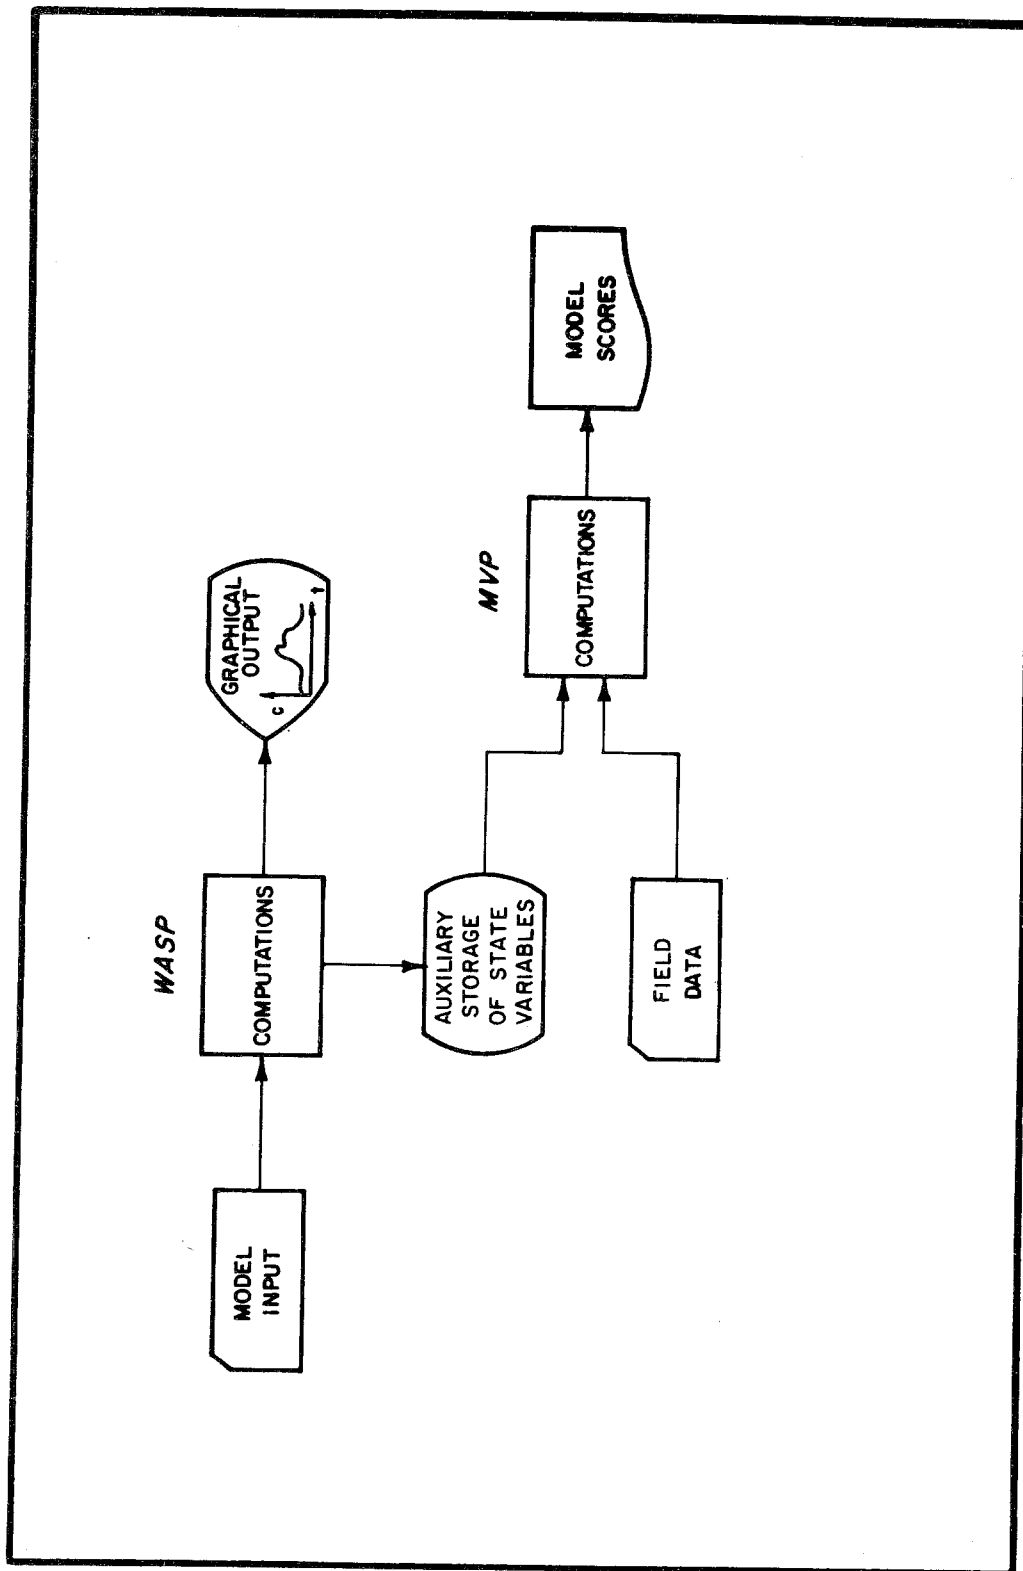 WASP
MODEL
INPUT
COMPUTATIONS
GRAPHICAL
OUTPUT
C
t
AUXILIARY
STORAGE
OF STATE
VARIABLES
MVP
FIELD
DATA
COMPUTATIONS
MODEL
SCORES